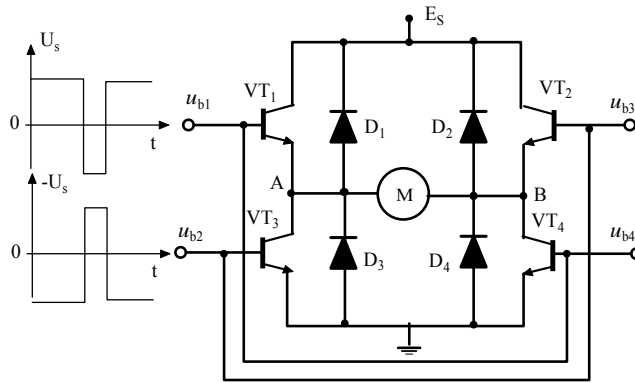 E_S
U_s
VT_1
VT_2
u_b1
u_b3
0
D_1
D_2
t
-U_s
A
M
B
VT_3
VT_4
u_b2
u_b4
0
D_3
D_4
t